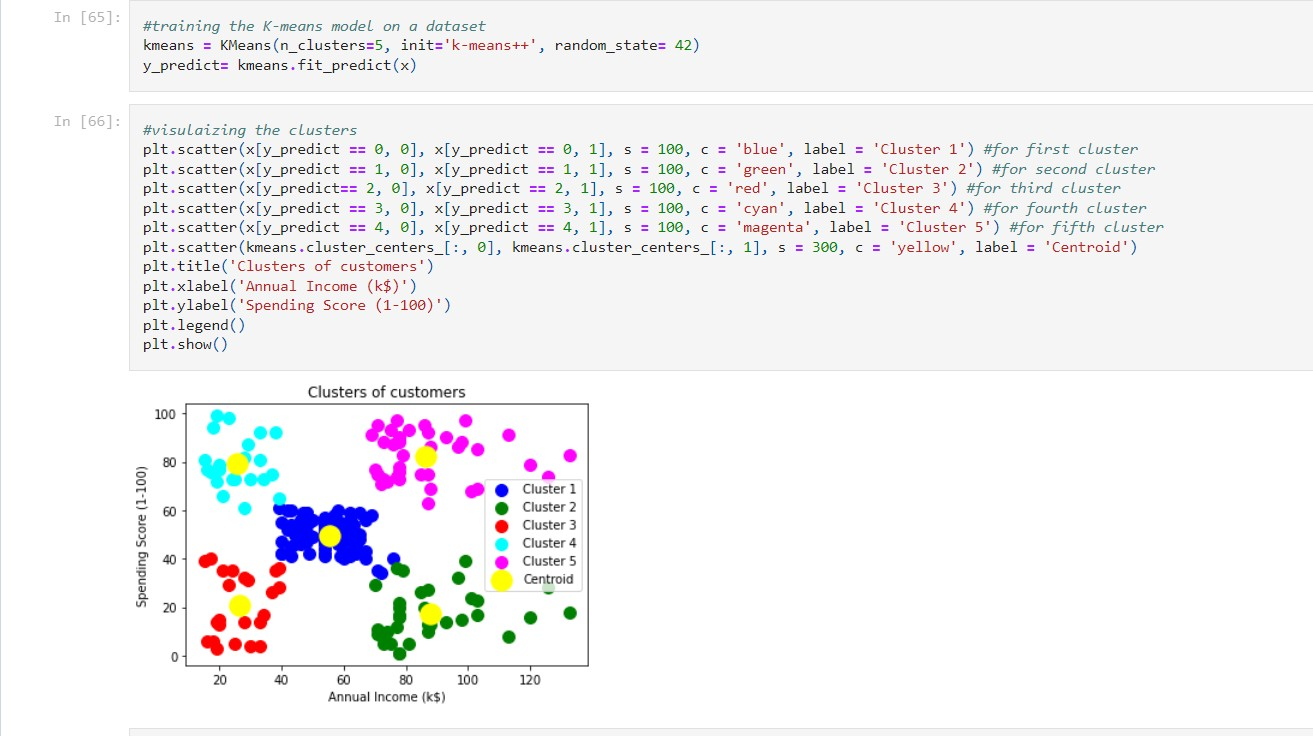 In [65]:
#training the K-means model on a dataset
kmeans = KMeans(n_clusters=5, init='k-means++', random_state= 42)
y_predict= kmeans.fit_predict(x)
In [66]:
#visulaizing the clusters
plt.scatter(x[y_predict == 0, 0], x[y_predict == 0, 1], s = 100, c = 'blue', label = 'Cluster 1') #for first cluster
plt.scatter(x[y_predict == 1, 0], x[y_predict == 1, 1], s = 100, c = 'green', label = 'Cluster 2') #for second cluster
plt.scatter(x[y_predict== 2, 0], x[y_predict == 2, 1], s = 100, c = 'red', label = 'Cluster 3') #for third cluster
plt.scatter(x[y_predict == 3, 0], x[y_predict == 3, 1], s = 100, c = 'cyan', label = 'Cluster 4') #for fourth cluster
plt.scatter(x[y_predict == 4, 0], x[y_predict == 4, 1], s = 100, c = 'magenta', label = 'Cluster 5') #for fifth cluster
plt.scatter(kmeans.cluster_centers_[:, 0], kmeans.cluster_centers_[:, 1], s = 300, c = 'yellow', label = 'Centroid')
plt.title('Clusters of customers')
plt.xlabel('Annual Income (k$)')
plt.ylabel('Spending Score (1-100)')
plt.legend()
plt.show()
Clusters of customers
Spending Score (1-100)
100
80
60
40
20
0
Cluster 1
Cluster 2
Cluster 3
Cluster 4
Cluster 5
Centroid
20 40 60 80 100 120
Annual Income (k$)